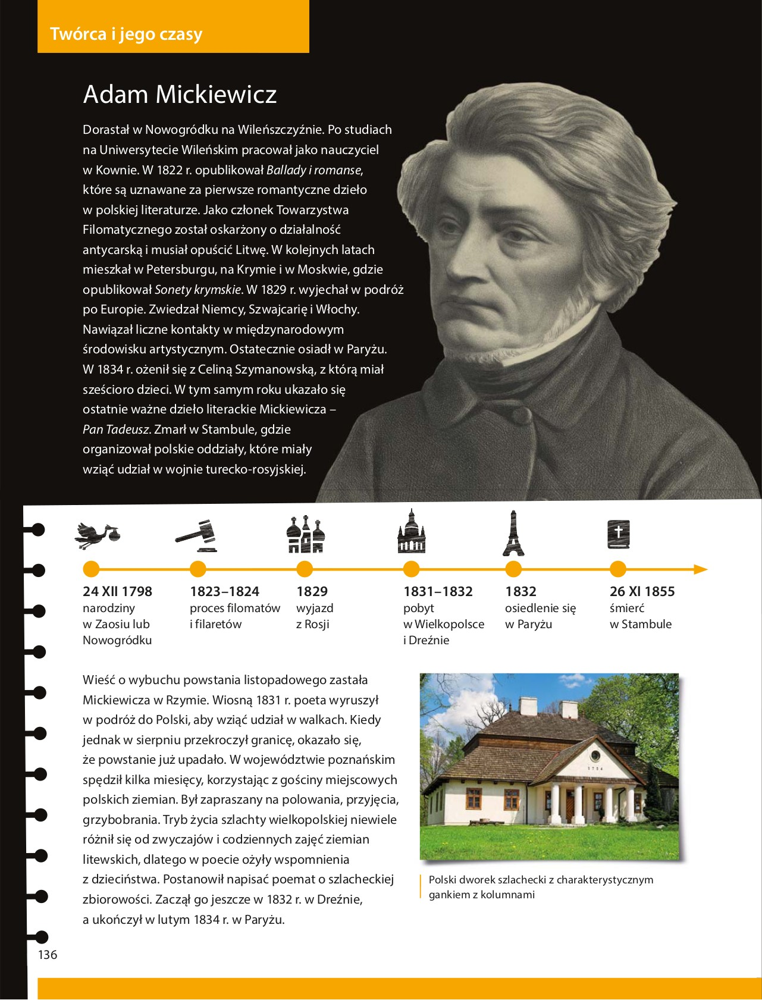 Twórca i jego czasy
Adam Mickiewicz
Dorastał w Nowogródku na Wileńszczyźnie. Po studiach
na Uniwersytecie Wileńskim pracował jako nauczyciel
w Kownie. W 1822 r. opublikował Ballady i romanse,
które są uznawane za pierwsze romantyczne dzieło
w polskiej literaturze. Jako członek Towarzystwa
Filomatycznego został oskarżony o działalność
antycarską i musiał opuścić Litwę. W kolejnych latach
mieszkał w Petersburgu, na Krymie i w Moskwie, gdzie
opublikował Sonety krymskie. W 1829 r. wyjechał w podróż
po Europie. Zwiedzał Niemcy, Szwajcarię i Włochy.
Nawiązał liczne kontakty w międzynarodowym
środowisku artystycznym. Ostatecznie osiadł w Paryżu.
W 1834 r. ożenił się z Celiną Szymanowską, z którą miał
sześcioro dzieci. W tym samym roku ukazało się
ostatnie ważne dzieło literackie Mickiewicza –
Pan Tadeusz. Zmarł w Stambule, gdzie
organizował polskie oddziały, które miały
wziąć udział w wojnie turecko-rosyjskiej.
24 XII 1798
narodziny
w Zaosiu lub
Nowogródku
1823–1824
proces filomatów
i filaretów
1829
wyjazd
z Rosji
1831–1832
pobyt
w Wielkopolsce
i Dreźnie
1832
osiedlenie się
w Paryżu
26 XI 1855
śmierć
w Stambule
Wieść o wybuchu powstania listopadowego zastała
Mickiewicza w Rzymie. Wiosną 1831 r. poeta wyruszył
w podróż do Polski, aby wziąć udział w walkach. Kiedy
jednak w sierpniu przekroczył granicę, okazało się,
że powstanie już upadało. W województwie poznańskim
spędził kilka miesięcy, korzystając z gościny miejscowych
polskich ziemian. Był zapraszany na polowania, przyjęcia,
grzybobrania. Tryb życia szlachty wielkopolskiej niewiele
różnił się od zwyczajów i codziennych zajęć ziemian
litewskich, dlatego w poecie ożyły wspomnienia
z dzieciństwa. Postanowił napisać poemat o szlacheckiej
zbiorowości. Zaczął go jeszcze w 1832 r. w Dreźnie,
a ukończył w lutym 1834 r. w Paryżu.
Polski dworek szlachecki z charakterystycznym
gankiem z kolumnami
136